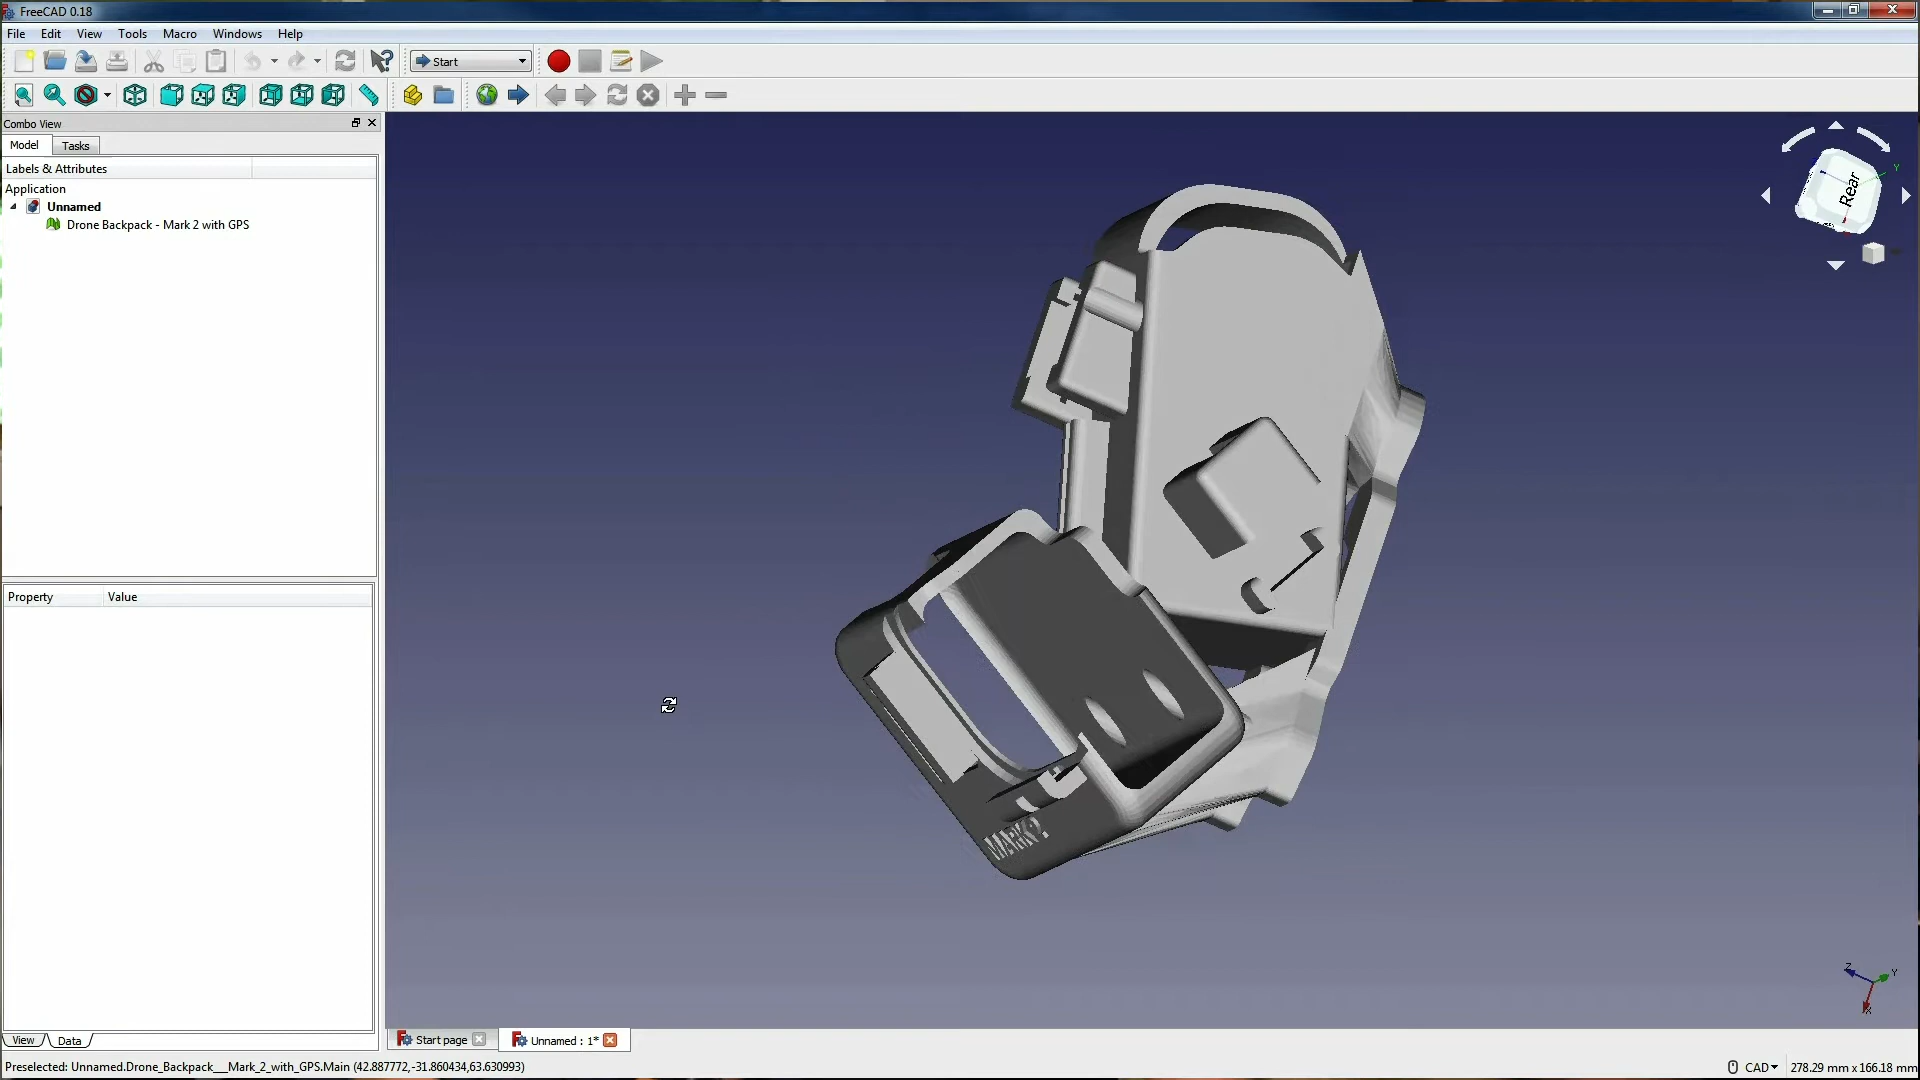 FreeCAD 0.18
File Edit View Tools Macro Windows Help
Start
Combo View
Model Tasks
Labels & Attributes
Application
Unnamed
Drone Backpack - Mark 2 with GPS
Property Value
Rear
Y
MARK2.
Z Y
X
View Data
Start page Unnamed : 1*
Preselected: Unnamed.Drone_Backpack___Mark_2_with_GPS.Main (42.887772,-31.860434,63.630993)
CAD 278.29 mm x 166.18 mm